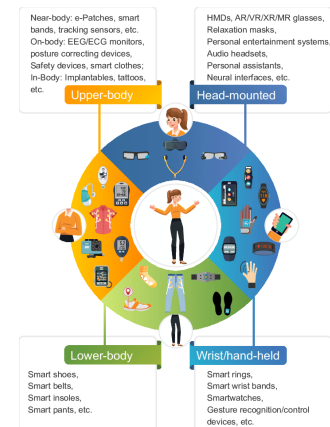 Near-body: e-Patches, smart
bands, tracking sensors, etc.
On-body: EEG/ECG monitors,
posture correcting devices,
Safety devices, smart clothes;
In-Body: Implantables, tattoos,
etc.
Upper-body
HMDs, AR/VR/XR/MR glasses,
Relaxation masks,
Personal entertainment systems,
Audio headsets,
Personal assistants,
Neural interfaces, etc.
Head-mounted
Lower-body
Smart shoes,
Smart belts,
Smart insoles,
Smart pants, etc.
Wrist/hand-held
Smart rings,
Smart wrist bands,
Smartwatches,
Gesture recognition/control
devices, etc.